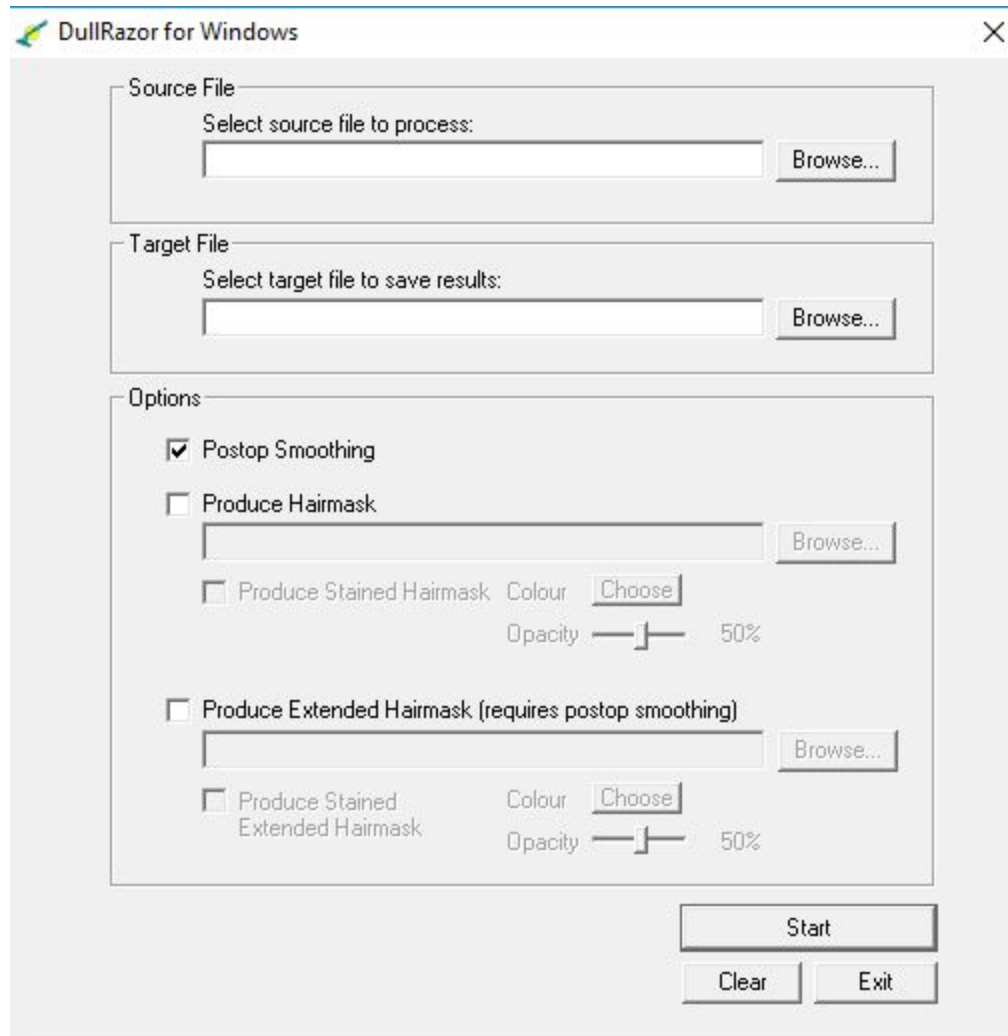 DullRazor for Windows
Source File
Select source file to process:
Browse...
Target File
Select target file to save results:
Browse...
Options
Postop Smoothing
Produce Hairmask
Browse...
Produce Stained Hairmask Colour Choose
Opacity 50%
Produce Extended Hairmask (requires postop smoothing)
Browse...
Produce Stained Colour Choose
Extended Hairmask Opacity 50%
Start
Clear Exit